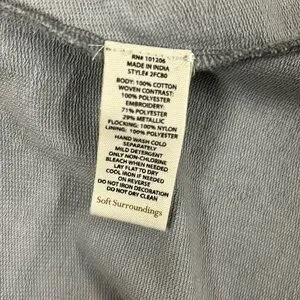 RN# 101206
MADE IN INDIA
STYLE# 2FCB0
BODY: 100% COTTON
WOVEN CONTRAST:
100% POLYESTER
EMBROIDERY:
71% POLYESTER
29% METALLIC
FLOCKING: 100% NYLON
LINING: 100% POLYESTER
HAND WASH COLD
SEPARATELY
MILD DETERGENT
ONLY NON-CHLORINE
BLEACH WHEN NEEDED
LAY FLAT TO DRY
COOL IRON IF NEEDED
ON REVERSE
DO NOT IRON DECORATION
DO NOT DRY CLEAN
Soft Surroundings